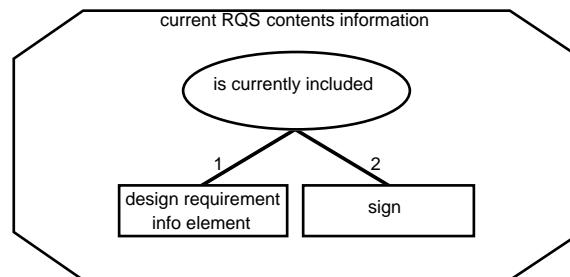 current RQS contents information
is currently included
1
2
design requirement
info element
sign